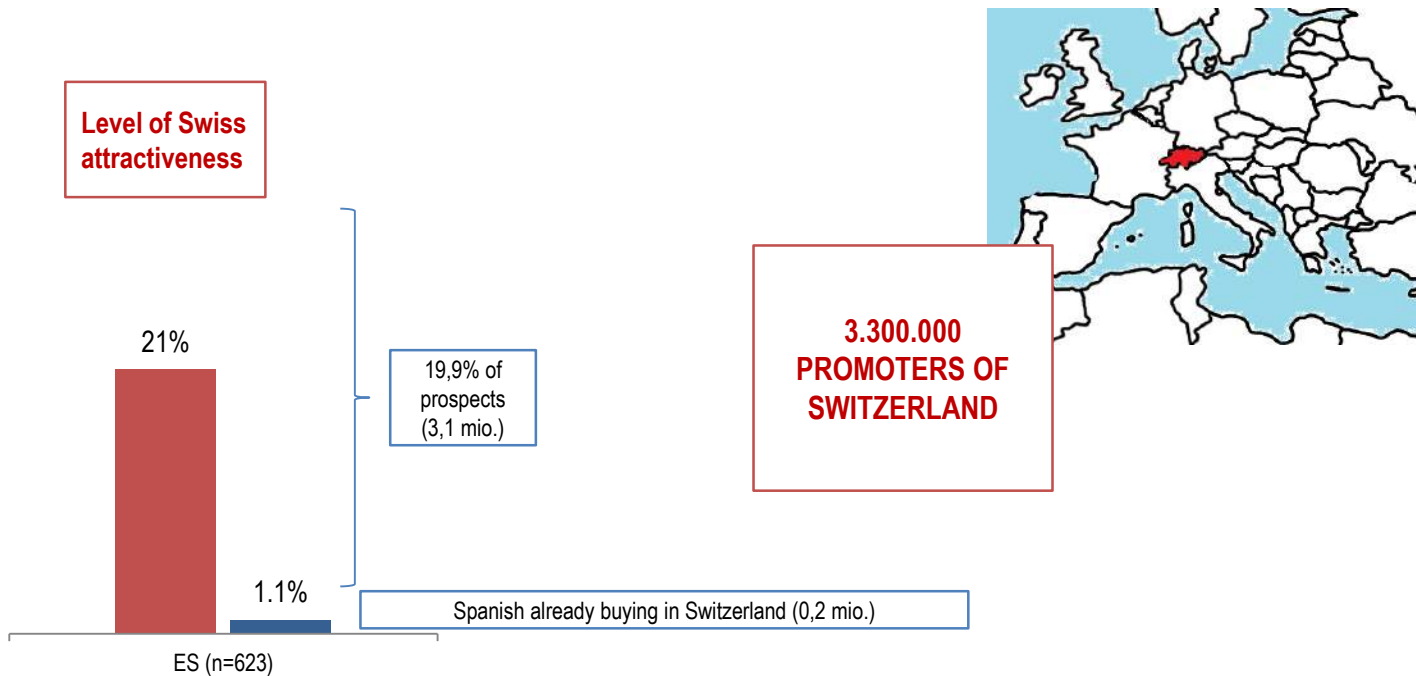 Level of Swiss
attractiveness
21%
1.1%
ES (n=623)
19,9% of
prospects
(3,1 mio.)
Spanish already buying in Switzerland (0,2 mio.)
3.300.000
PROMOTERS OF
SWITZERLAND